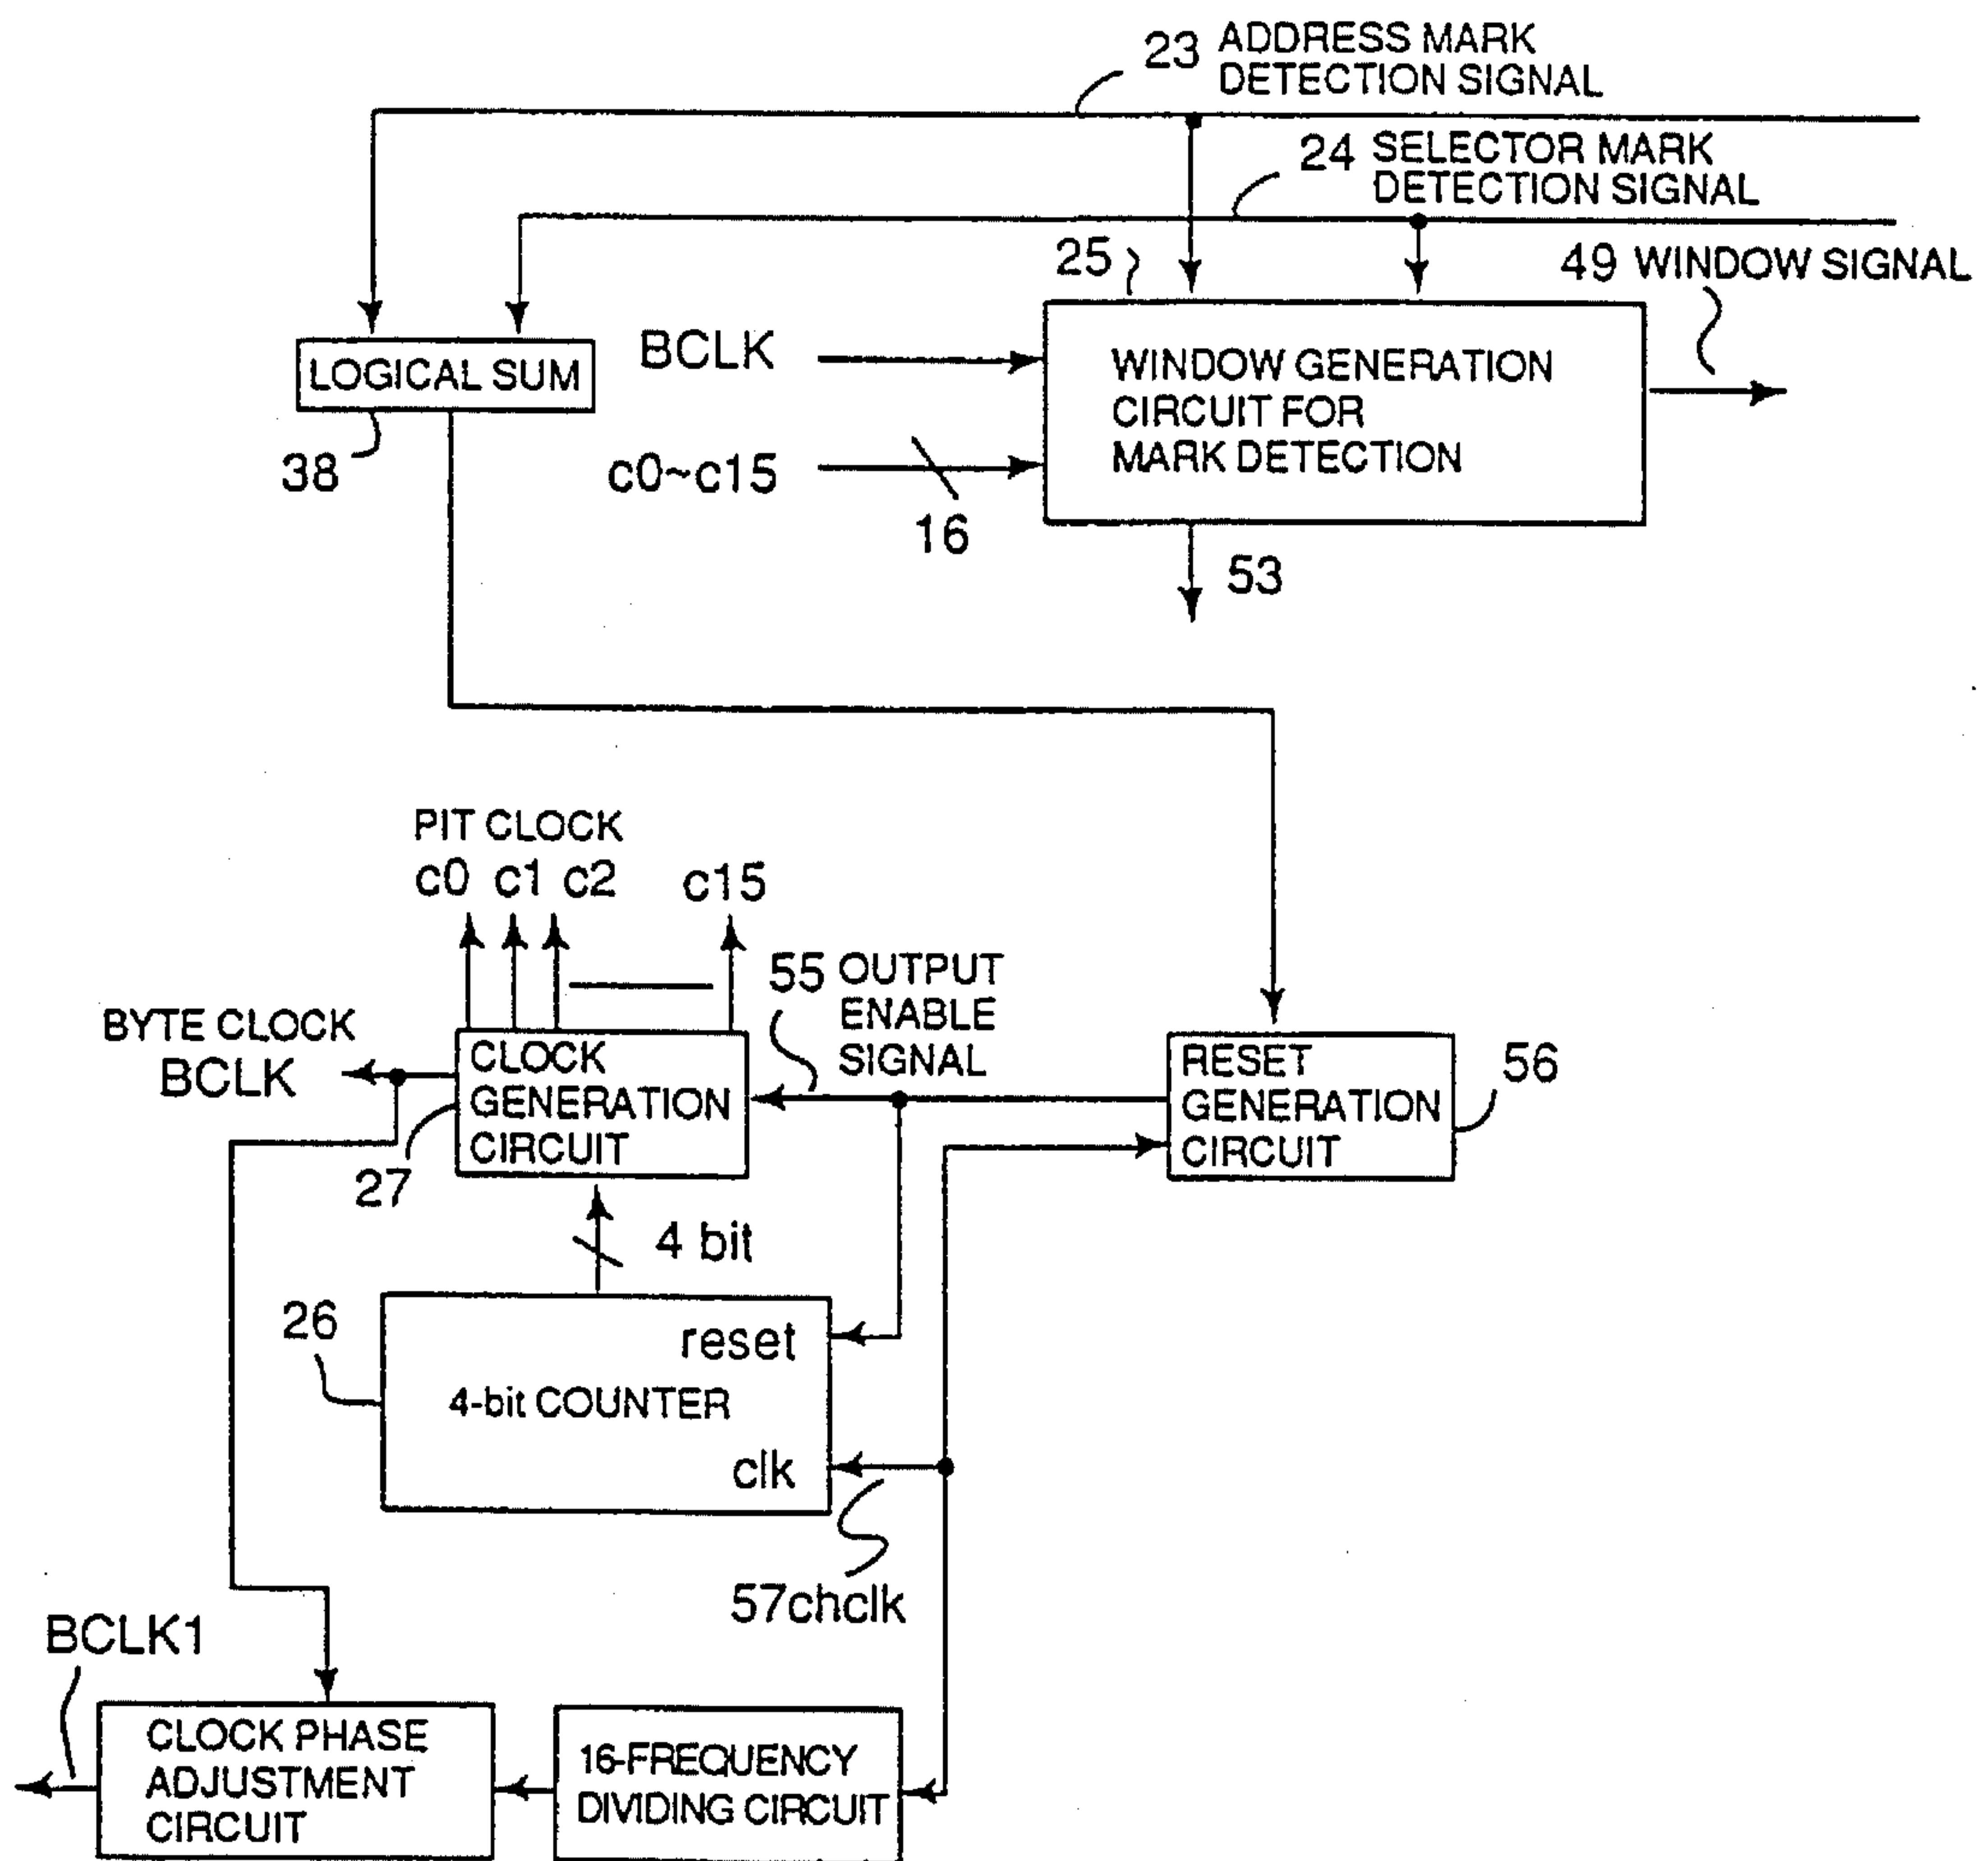 23 ADDRESS MARK
DETECTION SIGNAL
24 SELECTOR MARK
DETECTION SIGNAL
25
49 WINDOW SIGNAL
LOGICAL SUM
38
BCLK
c0~c15
16
WINDOW GENERATION
CIRCUIT FOR
MARK DETECTION
53
PIT CLOCK
c0 c1 c2 c15
BYTE CLOCK
BCLK
CLOCK
GENERATION
CIRCUIT
27
55 OUTPUT
ENABLE
SIGNAL
RESET
GENERATION
CIRCUIT
56
4 bit
26
reset
4-bit COUNTER
clk
57chclk
BCLK1
CLOCK PHASE
ADJUSTMENT
CIRCUIT
16-FREQUENCY
DIVIDING CIRCUIT